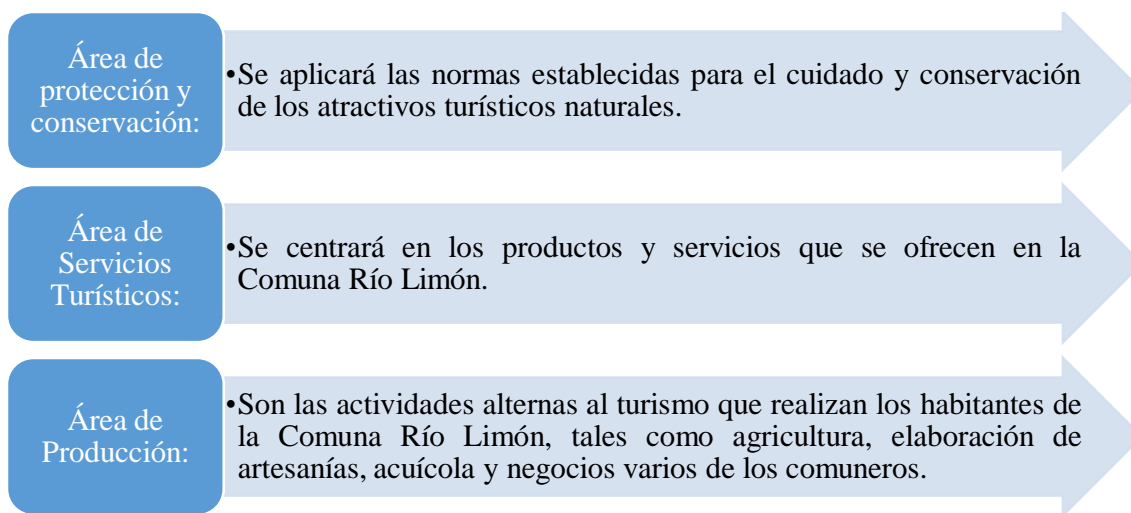 Área de
protección y
conservación:
•Se aplicará las normas establecidas para el cuidado y conservación
de los atractivos turísticos naturales.
Área de
Servicios
Turísticos:
•Se centrará en los productos y servicios que se ofrecen en la
Comuna Río Limón.
Área de
Producción:
•Son las actividades alternas al turismo que realizan los habitantes de
la Comuna Río Limón, tales como agricultura, elaboración de
artesanías, acuícola y negocios varios de los comuneros.